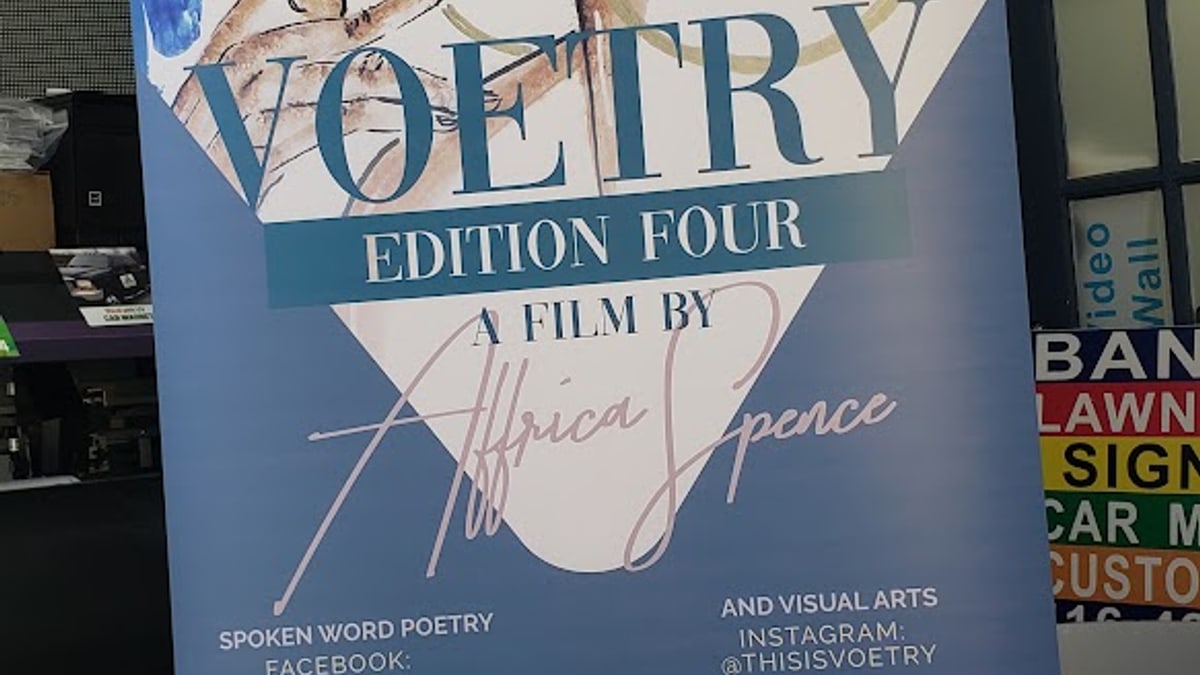 VOETRY
EDITION FOUR
A FILM BY
Affrica Spence
SPOKEN WORD POETRY
FACEBOOK:
AND VISUAL ARTS
INSTAGRAM:
@THISISVOETRY
Video
Wall
BAN
LAWN
SIGN
CAR M
CUSTO